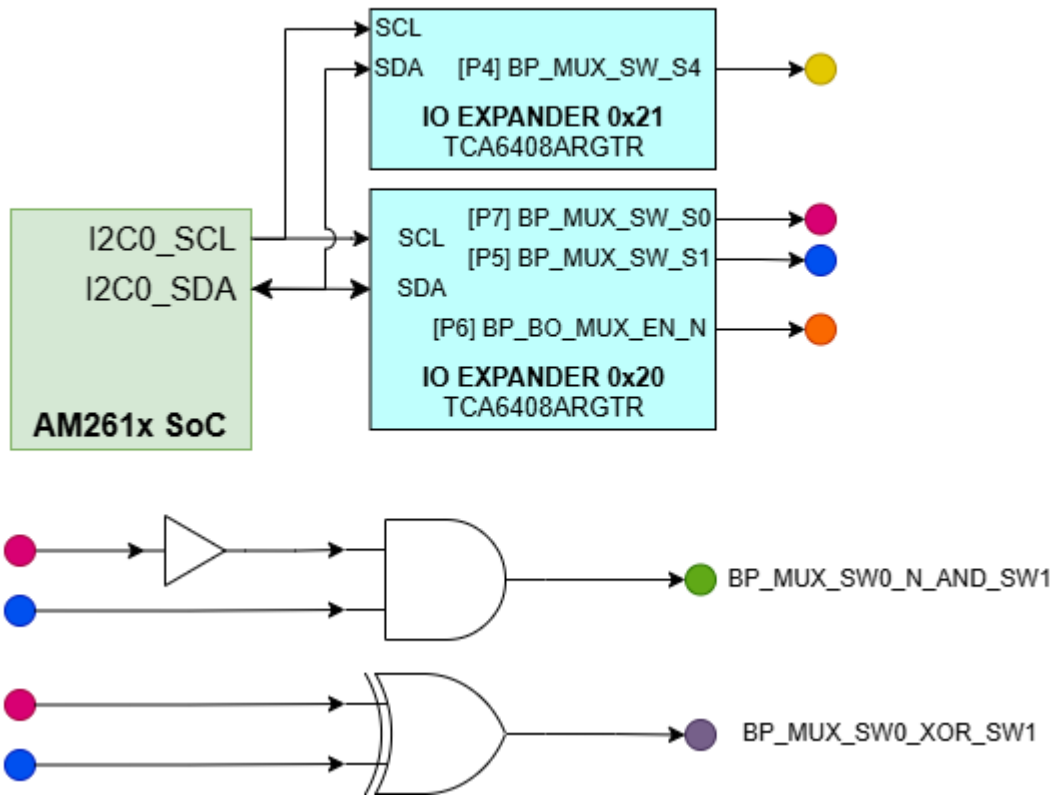 SCL
SDA [P4] BP_MUX_SW_S4
IO EXPANDER 0x21
TCA6408ARGTR
I2C0_SCL
I2C0_SDA
AM261x SoC
[P7] BP_MUX_SW_S0
SCL
[P5] BP_MUX_SW_S1
SDA
[P6] BP_BO_MUX_EN_N
IO EXPANDER 0x20
TCA6408ARGTR
BP_MUX_SW0_N_AND_SW1
BP_MUX_SW0_XOR_SW1